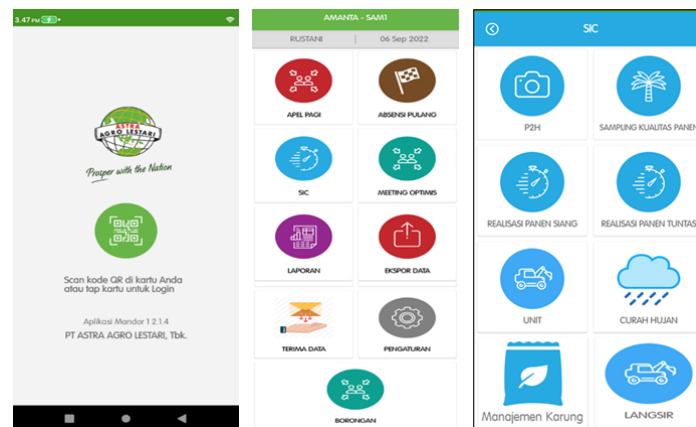 3.47 PM
ASTRA
AGRO LESTARI
Prosper with the Nation
Scan kode QR di kartu Anda
atau tap kartu untuk Login
Aplikasi Mandor 1 2.1.4
PT ASTRA AGRO LESTARI, Tbk.
AMANTA - SAM1
RUSTANI | 06 Sep 2022
APEL PAGI
ABSENSI PULANG
SIC
MEETING OPTIMIS
LAPORAN
EKSPOR DATA
TERIMA DATA
PENGATURAN
BORONGAN
SIC
P2H
SAMPLING KUALITAS PANEN
REALISASI PANEN SIANG
REALISASI PANEN TUNTAS
UNIT
CURAH HUJAN
Manajemen Karung
LANGSIR